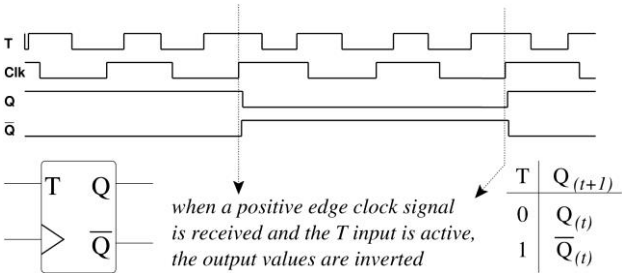 T
Clk
Q
Q̅
T Q
Q̅
when a positive edge clock signal
is received and the T input is active,
the output values are inverted
T Q(t+1)
0 Q(t)
1 Q̅(t)